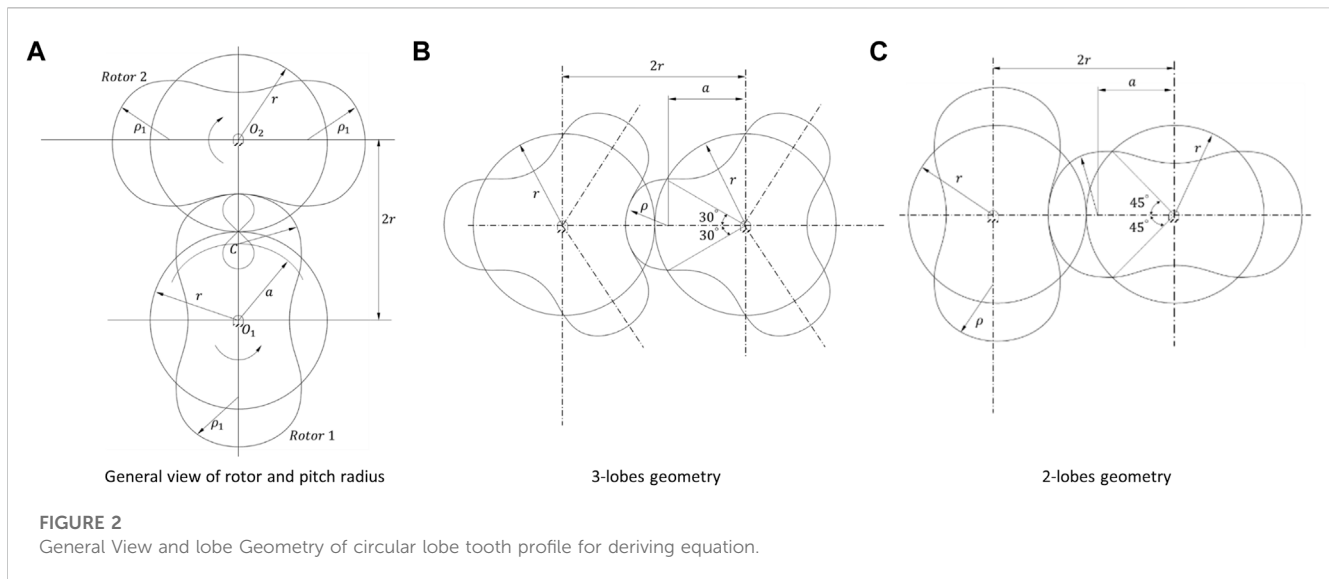 A
B
C
Rotor 2
r
ρ₁
ρ₁
O₂
2r
C
a
r
O₁
ρ₁
Rotor 1
2r
a
r
r
ρ
30°
30°
2r
a
r
r
45°
45°
ρ
General view of rotor and pitch radius
3-lobes geometry
2-lobes geometry
FIGURE 2
General View and lobe Geometry of circular lobe tooth profile for deriving equation.